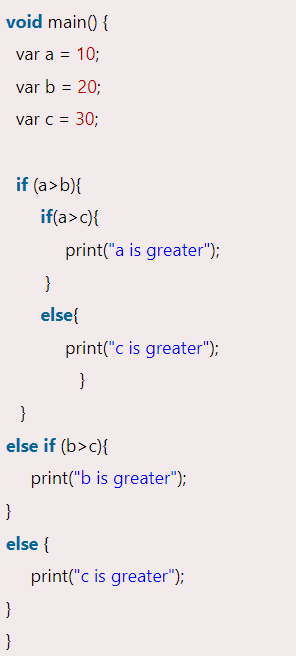 void main() {
var a = 10;
var b = 20;
var c = 30;
if (a>b){
if(a>c){
print("a is greater");
}
else{
print("c is greater");
}
}
else if (b>c){
print("b is greater");
}
else {
print("c is greater");
}
}